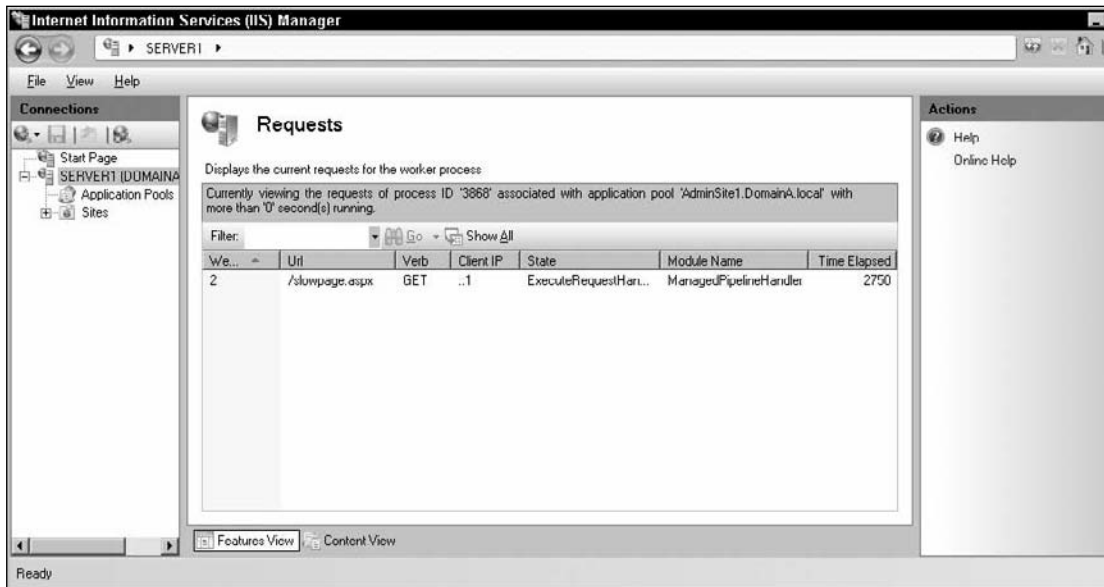 Internet Information Services (IIS) Manager
SERVER1
File View Help
Connections
Start Page
SERVER1 (DOMAINA
Application Pools
Sites
Requests
Displays the current requests for the worker process
Currently viewing the requests of process ID '3868' associated with application pool 'AdminSite1.DomainA.local' with
more than '0' second(s) running.
Filter: Go Show All
We... Url Verb Client IP State Module Name Time Elapsed
2 /slowpage.aspx GET ..1 ExecuteRequestHan... ManagedPipelineHandler 2750
Actions
Help
Online Help
Features View Content View
Ready